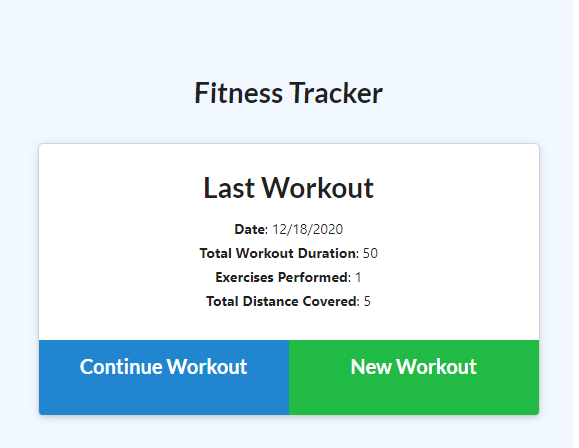 Fitness Tracker
Last Workout
Date: 12/18/2020
Total Workout Duration: 50
Exercises Performed: 1
Total Distance Covered: 5
Continue Workout
New Workout